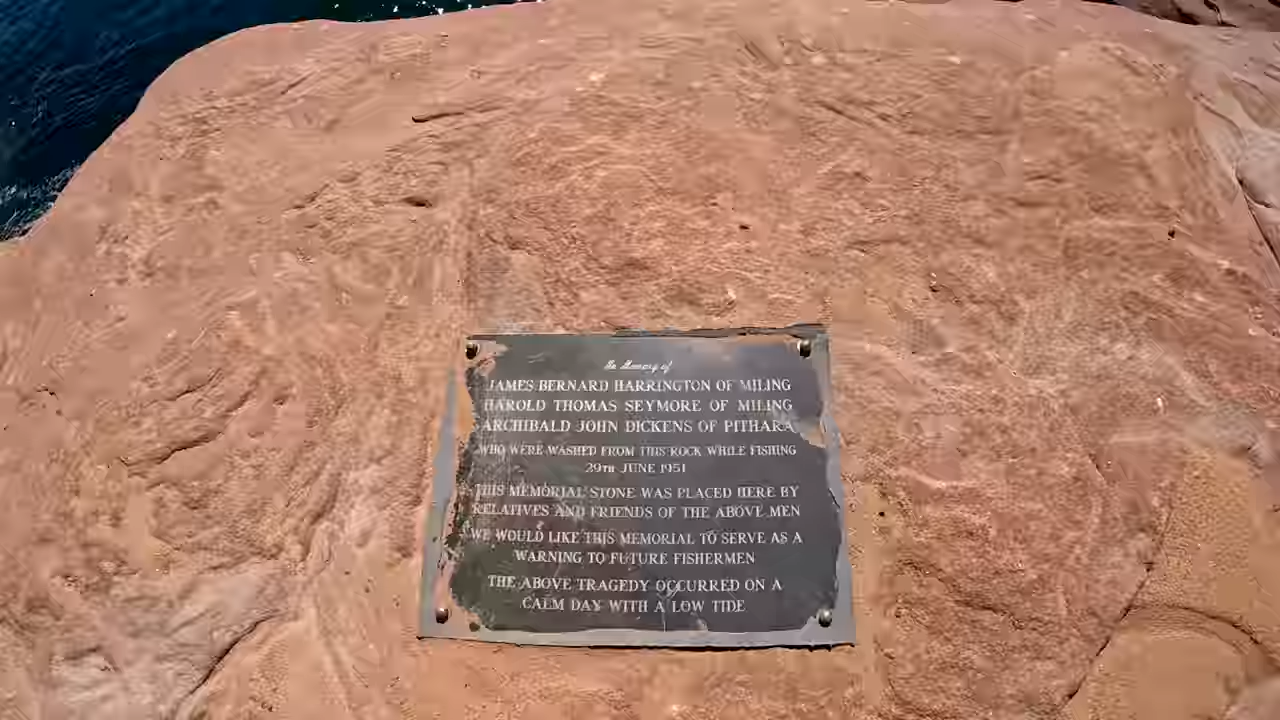 In Memory of
JAMES BERNARD HARRINGTON OF MILING
HAROLD THOMAS SEYMORE OF MILING
ARCHIBALD JOHN DICKENS OF PITHARA
WHO WERE WASHED FROM THIS ROCK WHILE FISHING
29TH JUNE 1951
THIS MEMORIAL STONE WAS PLACED HERE BY
RELATIVES AND FRIENDS OF THE ABOVE MEN
WE WOULD LIKE THIS MEMORIAL TO SERVE AS A
WARNING TO FUTURE FISHERMEN
THE ABOVE TRAGEDY OCCURRED ON A
CALM DAY WITH A LOW TIDE